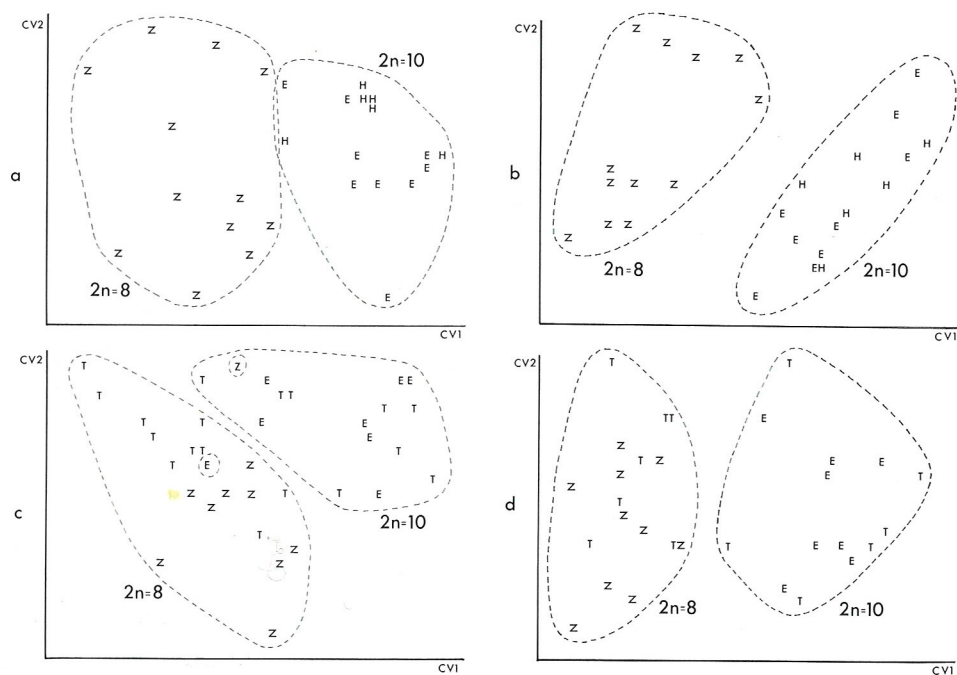 a
CV2
Z
Z
2n=10
Z Z
E H
E HH
H
Z
H
E E H
E
E E E
Z Z
Z Z
Z Z
2n=8
Z E
CV1
b
CV2
Z
Z
Z Z
E
Z
E
H
H E
Z
Z Z Z H H
E H
Z Z E
Z E
E
2n=8 EH 2n=10
E
CV1
c
CV2
T Z
T E EE
T TT
T T
T T E E
T E
TT T
T E Z
T
Z Z Z T T E
Z
2n=10
T
Z
Z Z
2n=8
Z
CV1
d
CV2
T T
TT E
Z
T Z E E
Z E T
Z
T
Z
Z T
T TZ T E E T
E
Z E
Z T
2n=8 2n=10
Z
CV1